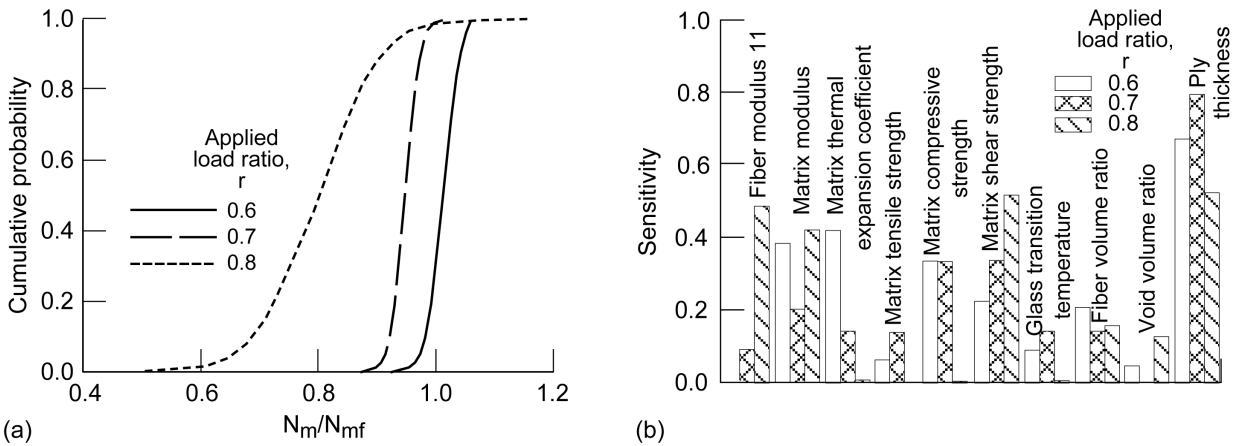 1.0
0.8
0.6
0.4
0.2
0.0
Cumulative probability
Applied
load ratio,
r
0.6
0.7
0.8
0.4
0.6
0.8
1.0
1.2
Nm/Nmf
(a)
1.0
0.8
0.6
0.4
0.2
0.0
Sensitivity
Applied
load ratio,
r
0.6
0.7
0.8
Fiber modulus 11
Matrix modulus
Matrix thermal
expansion coefficient
Matrix tensile strength
Matrix compressive
strength
Matrix shear strength
Glass transition
temperature
Fiber volume ratio
Void volume ratio
Ply
thickness
(b)